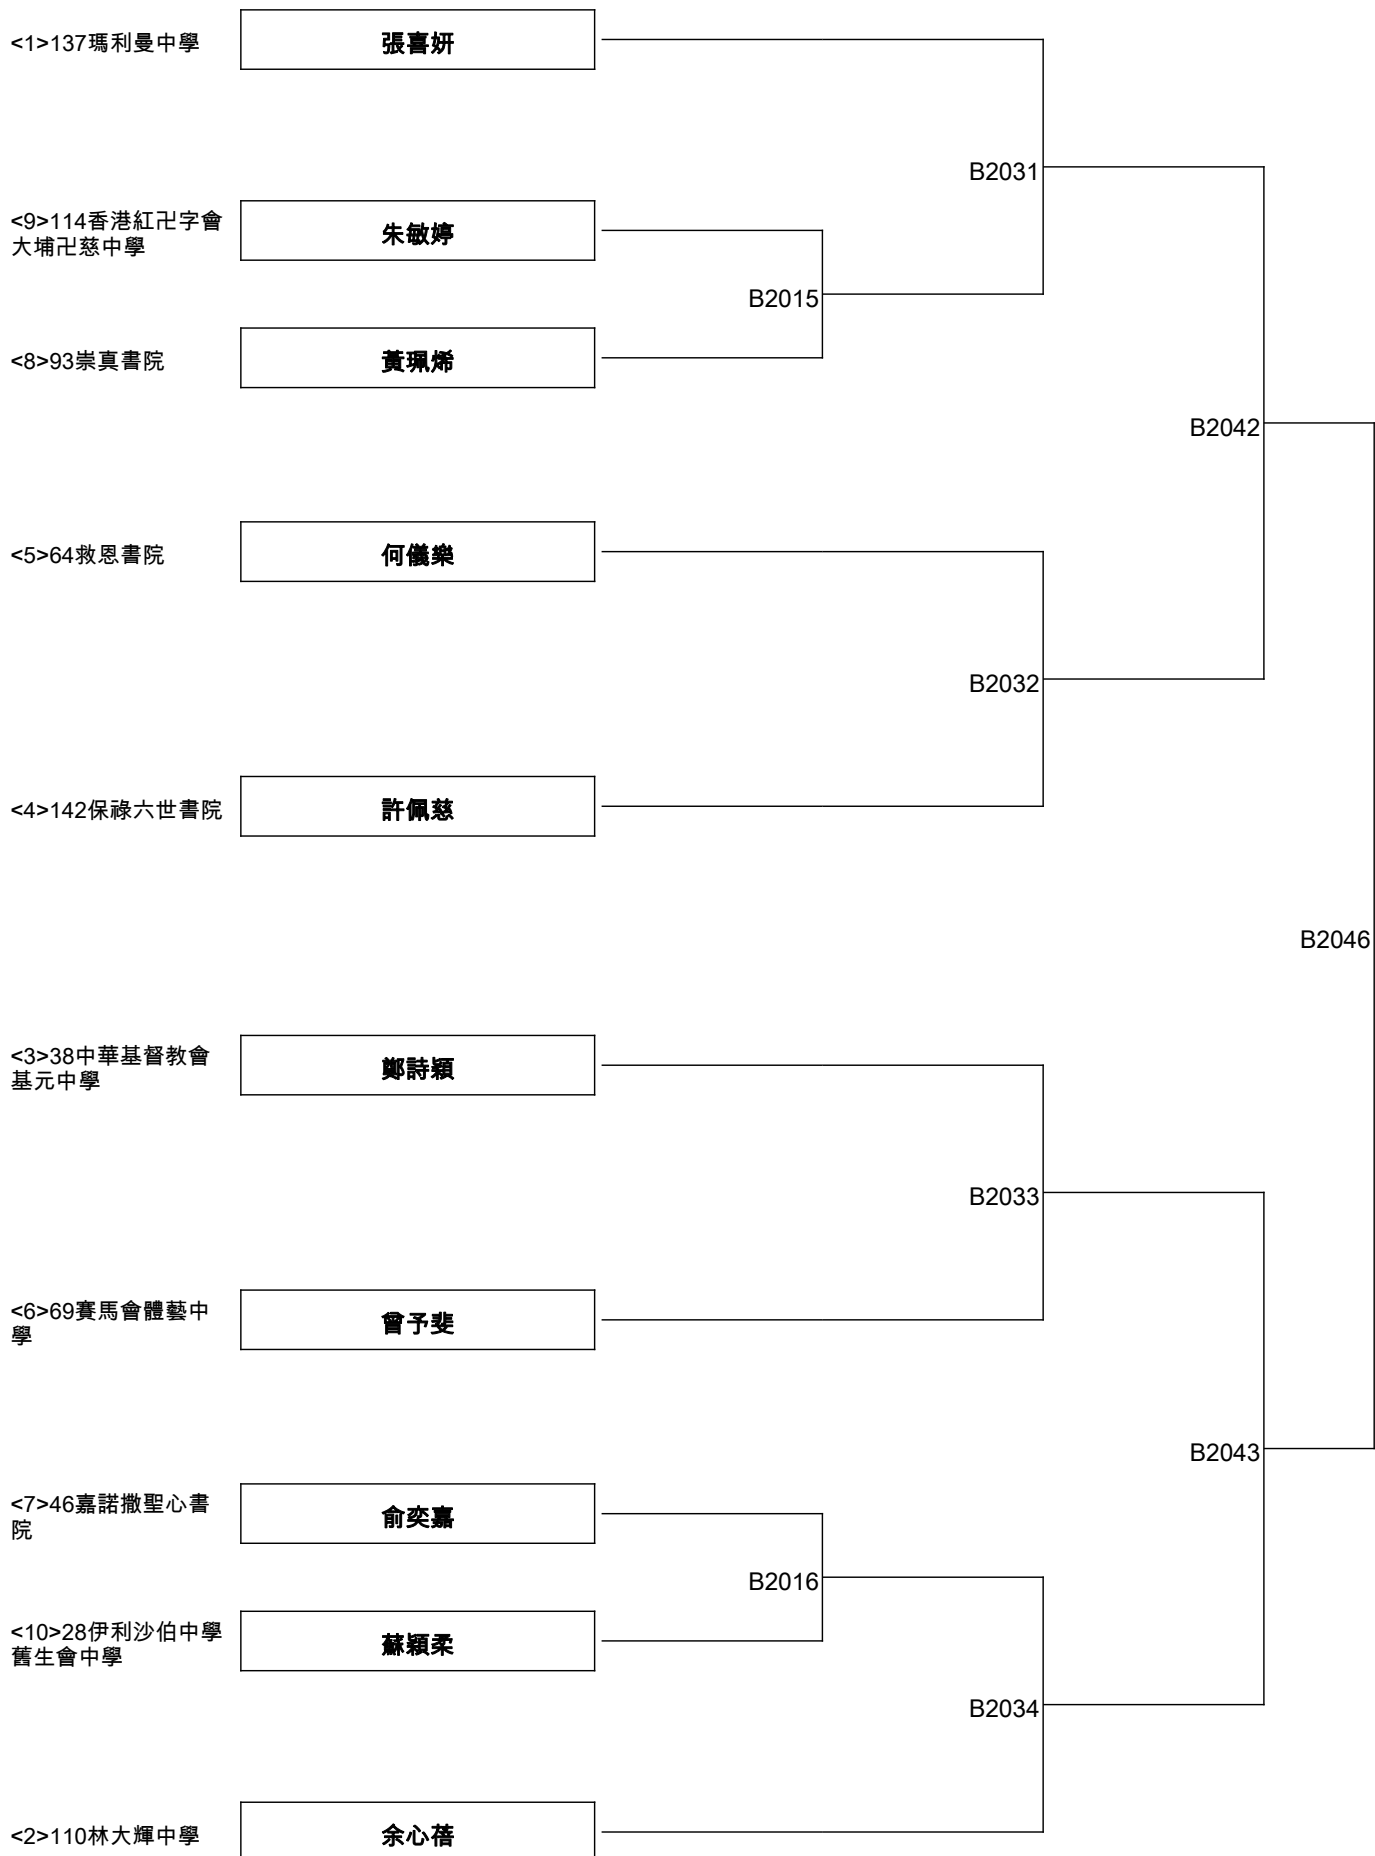 <1>137瑪利曼中學
張喜妍
B2031
<9>114香港紅卍字會
大埔卍慈中學
朱敏婷
B2015
<8>93崇真書院
黃珮烯
B2042
<5>64救恩書院
何儀樂
B2032
<4>142保祿六世書院
許佩慈
B2046
<3>38中華基督教會
基元中學
鄭詩穎
B2033
<6>69賽馬會體藝中
學
曾予斐
B2043
<7>46嘉諾撒聖心書
院
俞奕嘉
B2016
<10>28伊利沙伯中學
舊生會中學
蘇穎柔
B2034
<2>110林大輝中學
余心蓓